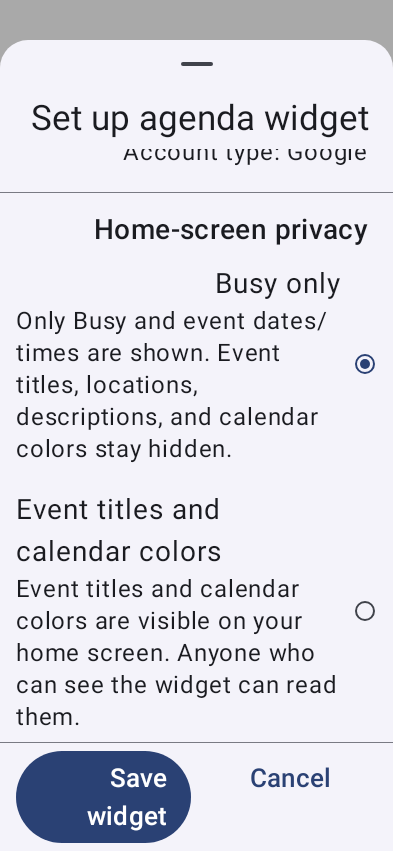 Set up agenda widget
Account type: Google
Home-screen privacy
Busy only
Only Busy and event dates/
times are shown. Event
titles, locations,
descriptions, and calendar
colors stay hidden.
Event titles and
calendar colors
Event titles and calendar
colors are visible on your
home screen. Anyone who
can see the widget can read
them.
Save
widget
Cancel